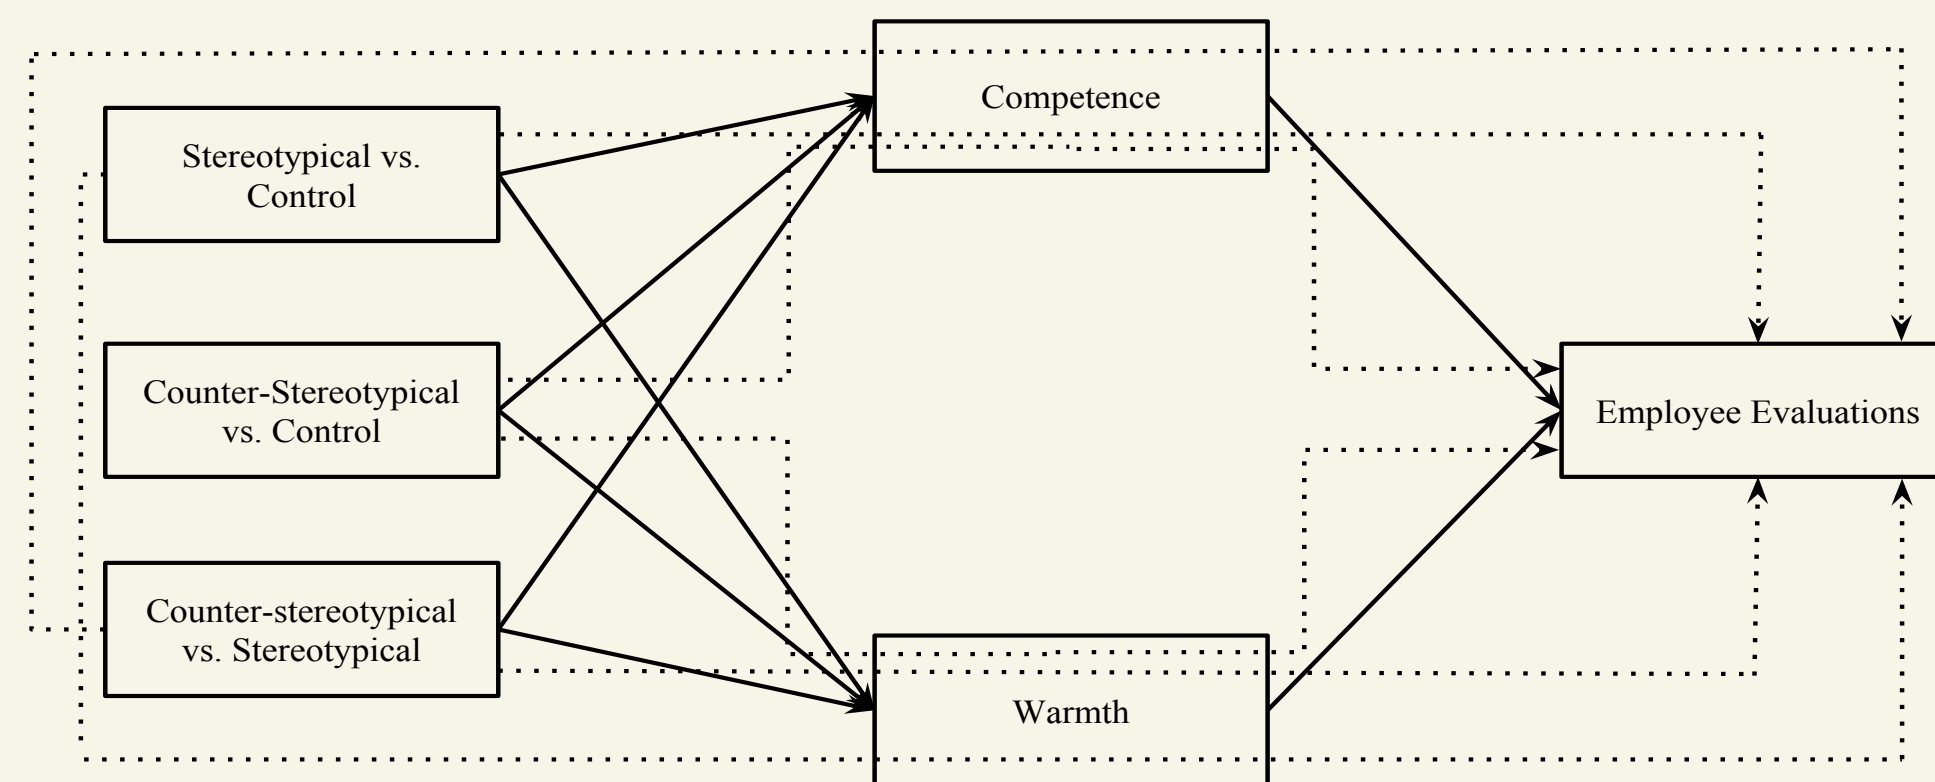 Competence
Stereotypical vs.
Control
Counter-Stereotypical
vs. Control
Employee Evaluations
Counter-stereotypical
vs. Stereotypical
Warmth